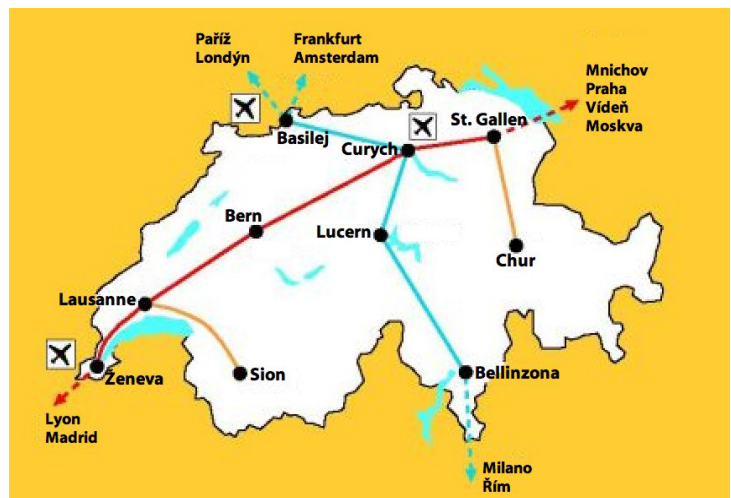 Paříž
Londýn
Frankfurt
Amsterdam
Mnichov
Praha
Vídeň
Moskva
St. Gallen
Basilej
Curych
Bern
Lucern
Chur
Lausanne
Ženeva
Sion
Bellinzona
Lyon
Madrid
Milano
Řím